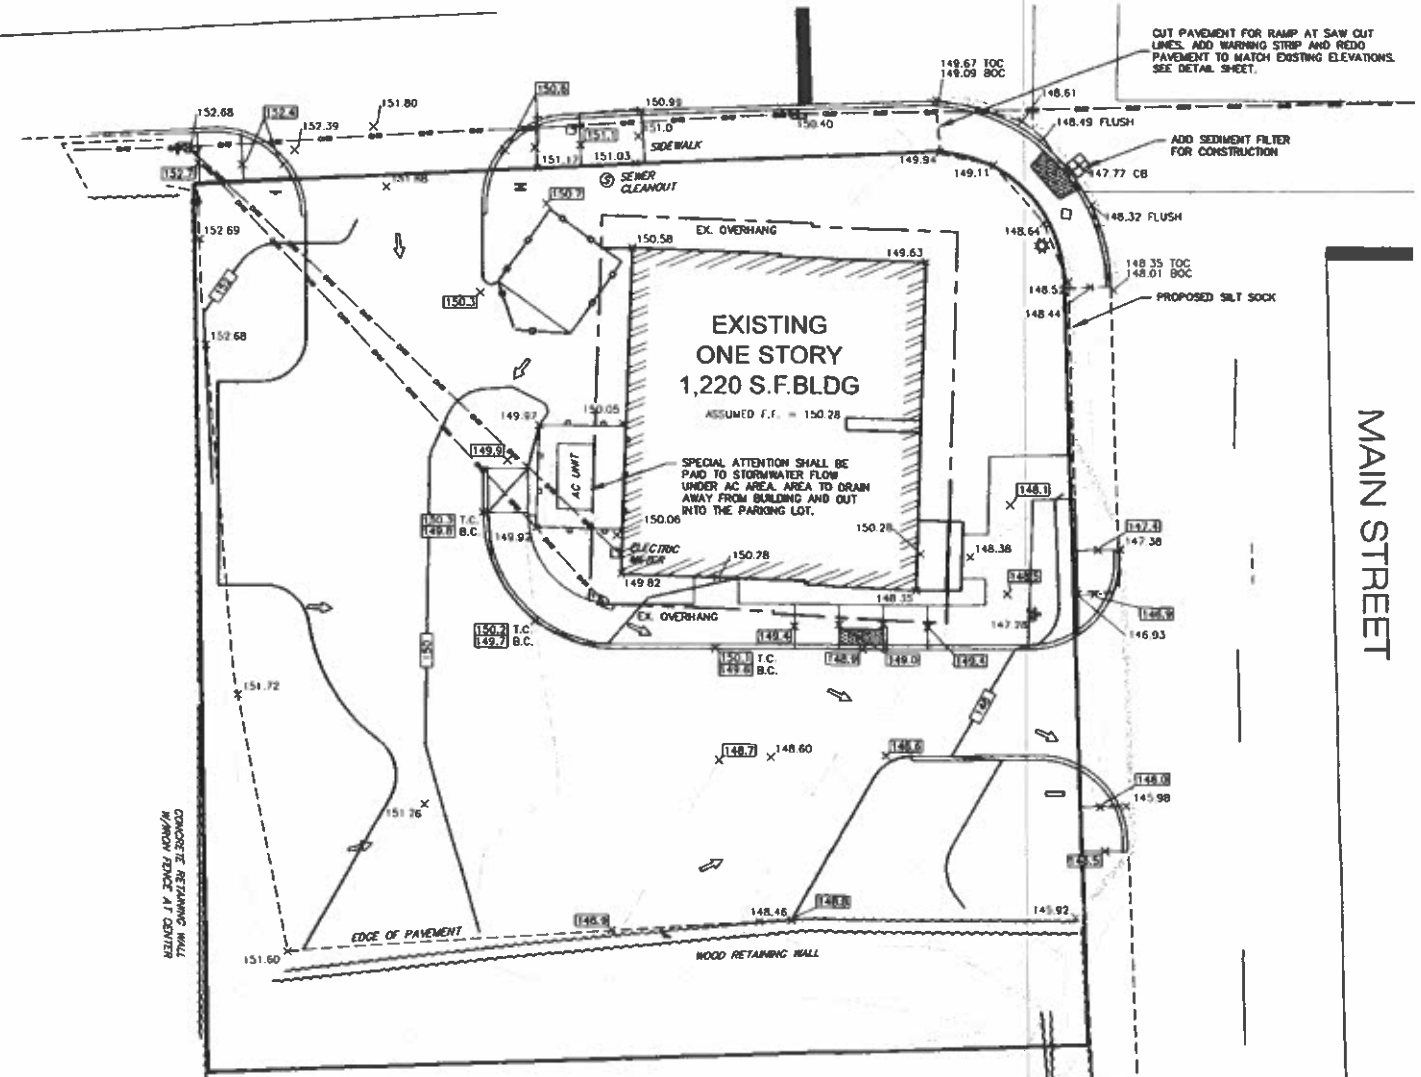 CUT PAVEMENT FOR RAMP AT SAW CUT
LINES. ADD WARNING STRIP AND REDO
PAVEMENT TO MATCH EXISTING ELEVATIONS.
SEE DETAIL SHEET.
149.67 TOC
149.09 BOC
148.61
148.49 FLUSH
ADD SEDIMENT FILTER
FOR CONSTRUCTION
147.77 CB
148.32 FLUSH
148.35 TOC
148.01 BOC
PROPOSED SILT SOCK
152.68
152.4
151.80
152.39
150.6
150.99
151.1
151.0
150.40
SIDEWALK
151.17
151.03
149.94
149.11
152.7
151.88
SEWER
CLEANOUT
S
150.7
152.69
EX. OVERHANG
148.64
150.58
149.63
152
150.3
148.44
152.68
EXISTING
ONE STORY
1,220 S.F.BLDG
ASSUMED F.F. = 150.28
MAIN STREET
149.97
150.05
149.9
AC UNIT
SPECIAL ATTENTION SHALL BE
PAID TO STORMWATER FLOW
UNDER AC AREA. AREA TO DRAIN
AWAY FROM BUILDING AND OUT
INTO THE PARKING LOT.
148.1
150.3 T.C.
149.8 B.C.
149.92
150.06
150.28
147.4
147.38
ELECTRIC
METER
150.28
148.38
149.82
148.35
148.5
146.9
146.93
150.2 T.C.
149.7 B.C.
EX. OVERHANG
149.4
147.28
150.1 T.C.
149.6 B.C.
148.9
149.0
149.4
151.72
148
148.7
148.60
148.6
146.0
145.98
151.26
CONCRETE RETAINING WALL
W/IRON FENCE AT CENTER
148.9
148.46
148.8
145.92
EDGE OF PAVEMENT
151.60
WOOD RETAINING WALL